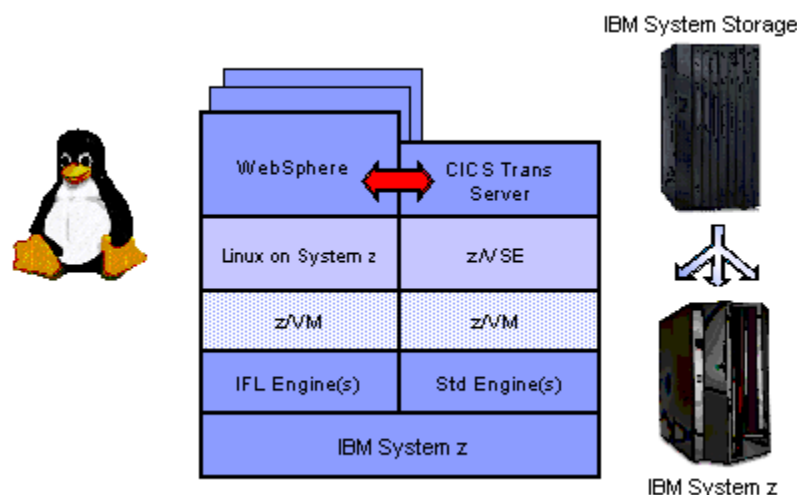 IBM System Storage
WebSphere
CICS Trans
Server
Linux on System z
z/VSE
z/VM
z/VM
IFL Engine(s)
Std Engine(s)
IBM System z
IBM System z